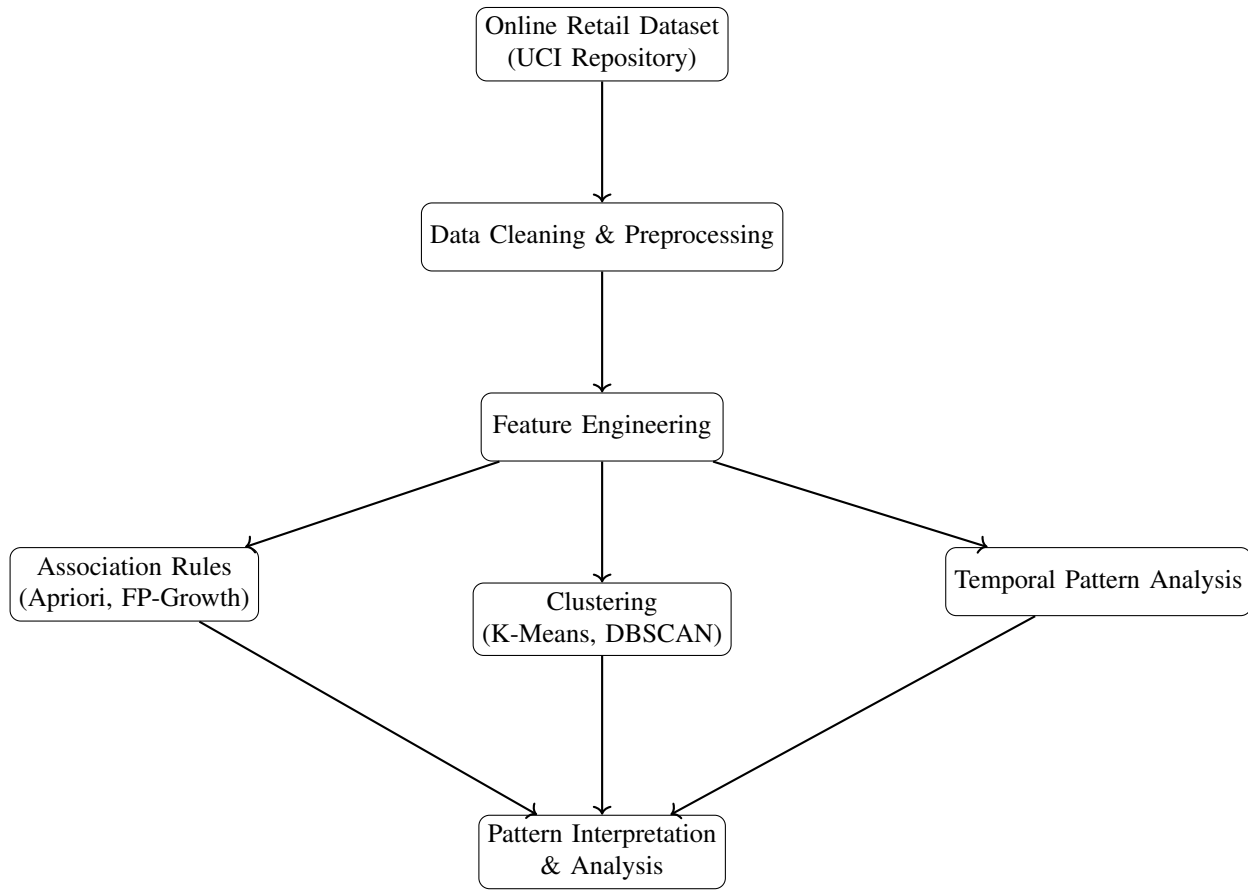 Online Retail Dataset
(UCI Repository)
Data Cleaning & Preprocessing
Feature Engineering
Association Rules
(Apriori, FP-Growth)
Clustering
(K-Means, DBSCAN)
Temporal Pattern Analysis
Pattern Interpretation
& Analysis